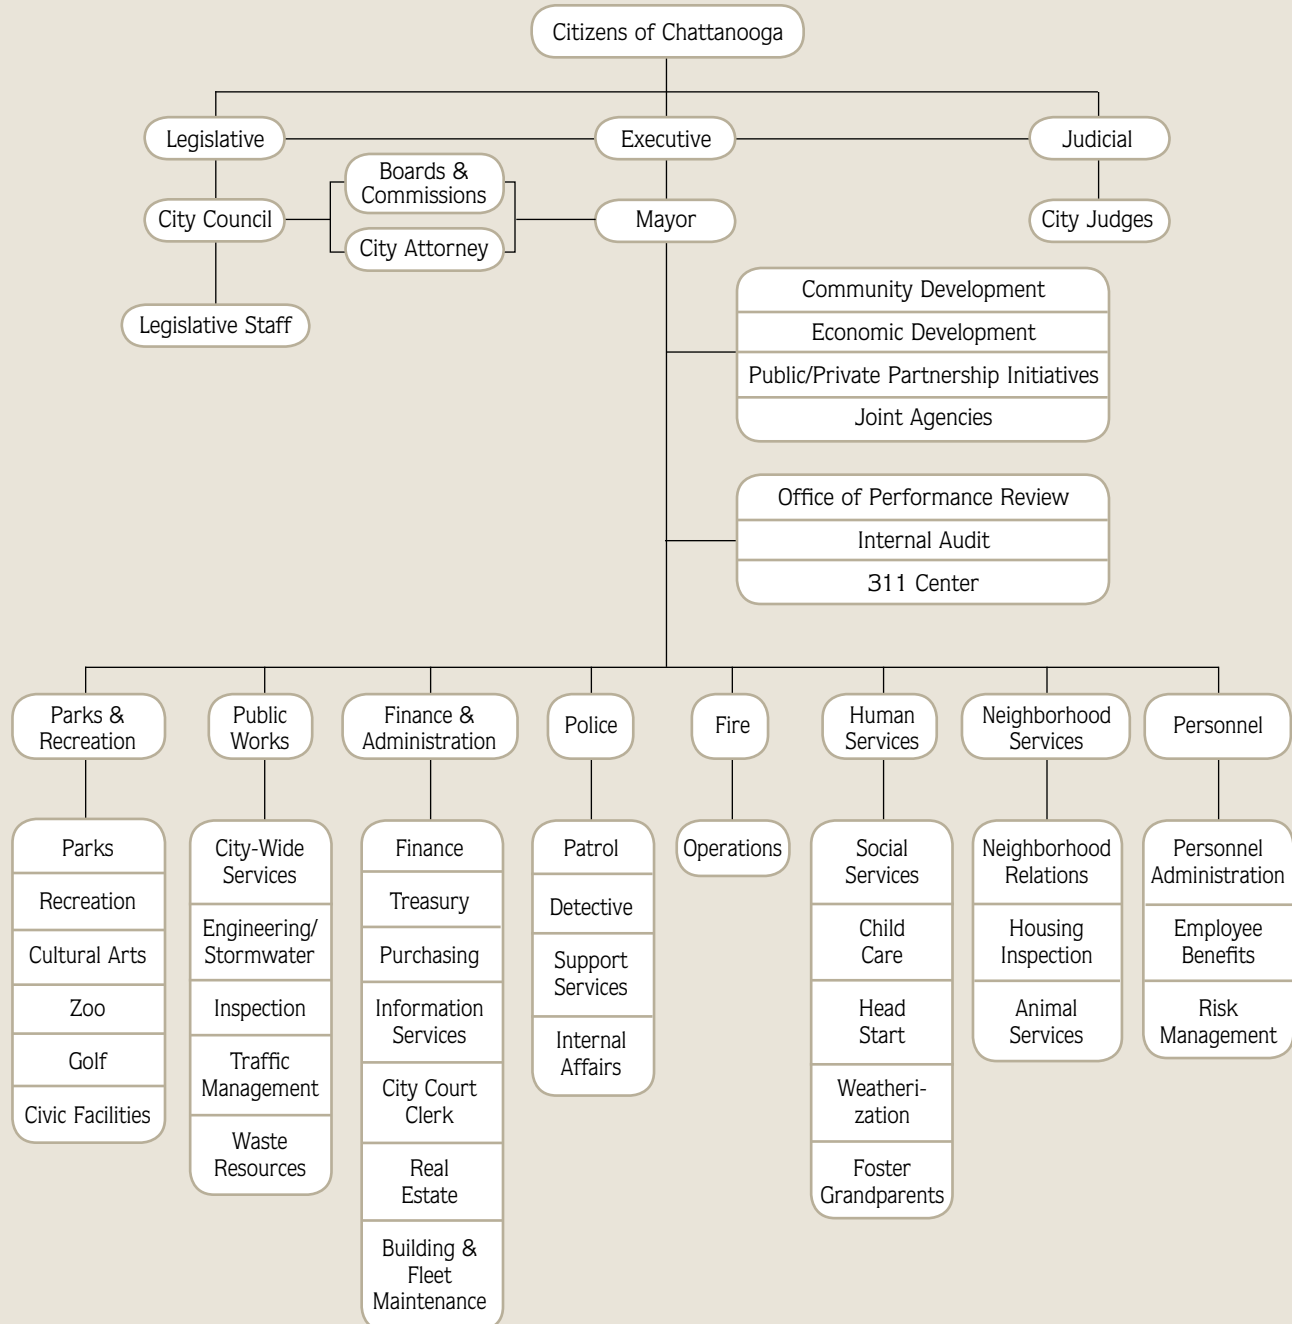 Citizens of Chattanooga
Legislative
Executive
Judicial
Boards &
Commissions
City Council
Mayor
City Judges
City Attorney
Legislative Staff
Community Development
Economic Development
Public/Private Partnership Initiatives
Joint Agencies
Office of Performance Review
Internal Audit
311 Center
Parks &
Recreation
Public
Works
Finance &
Administration
Police
Fire
Human
Services
Neighborhood
Services
Personnel
Parks
Recreation
Cultural Arts
Zoo
Golf
Civic Facilities
City-Wide
Services
Engineering/
Stormwater
Inspection
Traffic
Management
Waste
Resources
Finance
Treasury
Purchasing
Information
Services
City Court
Clerk
Real
Estate
Building &
Fleet
Maintenance
Patrol
Detective
Support
Services
Internal
Affairs
Operations
Social
Services
Child
Care
Head
Start
Weatheri-
zation
Foster
Grandparents
Neighborhood
Relations
Housing
Inspection
Animal
Services
Personnel
Administration
Employee
Benefits
Risk
Management